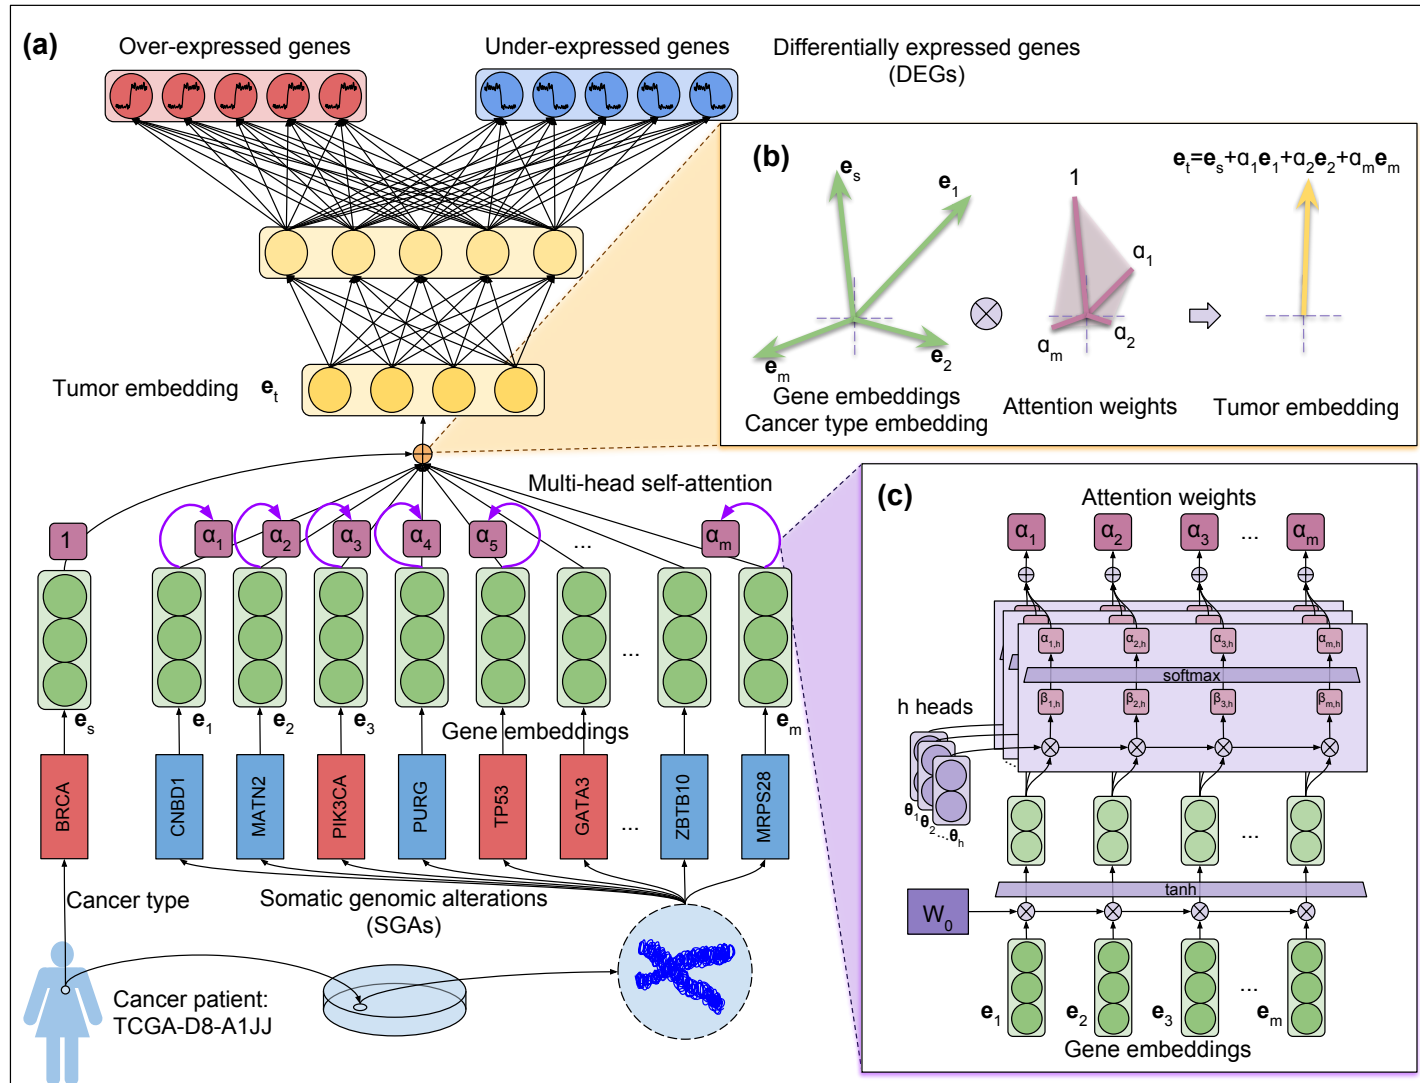 (a)
Over-expressed genes
Under-expressed genes
Differentially expressed genes
(DEGs)
Tumor embedding e_t
Multi-head self-attention
1
α_1
α_2
α_3
α_4
α_5
...
α_m
...
e_s
e_1
e_2
e_3
Gene embeddings
e_m
BRCA
CNBD1
MATN2
PIK3CA
PURG
TP53
GATA3
...
ZBTB10
MRPS28
Cancer type
Somatic genomic alterations
(SGAs)
Cancer patient:
TCGA-D8-A1JJ
(b)
e_s
e_1
e_2
e_m
Gene embeddings
Cancer type embedding
1
α_1
α_2
α_m
Attention weights
e_t=e_s+α_1e_1+α_2e_2+α_me_m
Tumor embedding
(c)
Attention weights
α_1
α_2
α_3
...
α_m
α_1,h
α_2,h
α_3,h
α_m,h
softmax
β_1,h
β_2,h
β_3,h
β_m,h
h heads
θ_1
θ_2
...θ_h
...
...
tanh
W_0
e_1
e_2
e_3
...
e_m
Gene embeddings